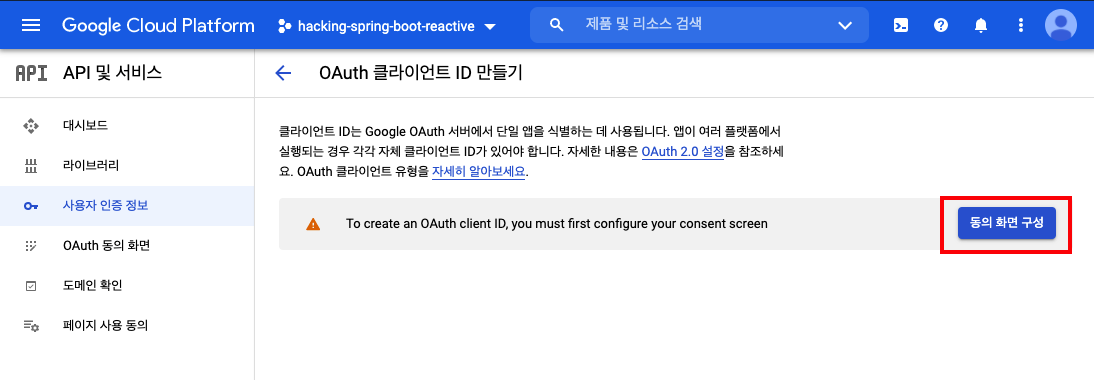 Google Cloud Platform
hacking-spring-boot-reactive
제품 및 리소스 검색
API
API 및 서비스
OAuth 클라이언트 ID 만들기
대시보드
라이브러리
사용자 인증 정보
OAuth 동의 화면
도메인 확인
페이지 사용 동의
클라이언트 ID는 Google OAuth 서버에서 단일 앱을 식별하는 데 사용됩니다. 앱이 여러 플랫폼에서
실행되는 경우 각각 자체 클라이언트 ID가 있어야 합니다. 자세한 내용은 OAuth 2.0 설정을 참조하세
요. OAuth 클라이언트 유형을 자세히 알아보세요.
To create an OAuth client ID, you must first configure your consent screen
동의 화면 구성